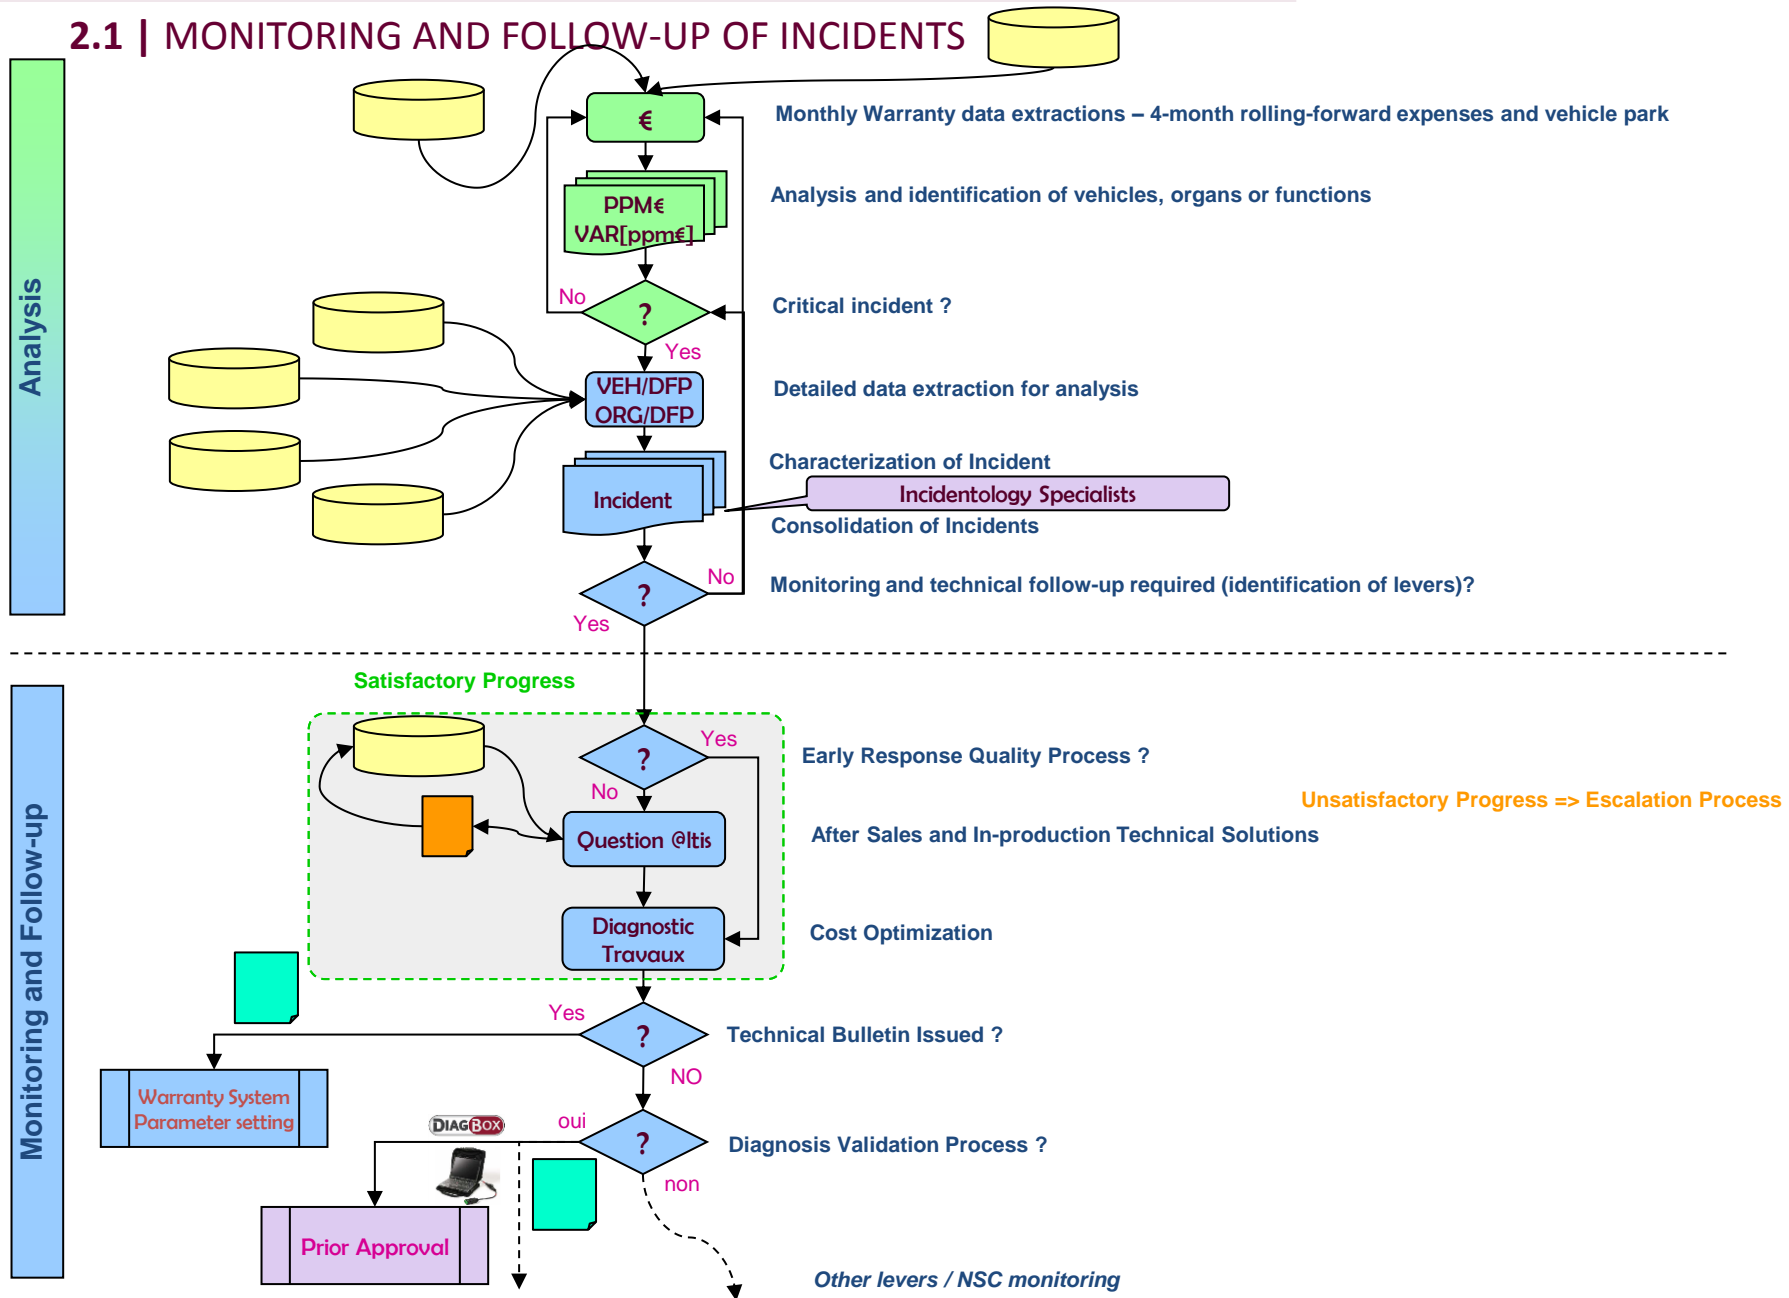 2.1 | MONITORING AND FOLLOW-UP OF INCIDENTS
Analysis
€
Monthly Warranty data extractions – 4-month rolling-forward expenses and vehicle park
PPM€
VAR[ppm€]
Analysis and identification of vehicles, organs or functions
No
?
Critical incident ?
Yes
VEH/DFP
ORG/DFP
Detailed data extraction for analysis
Characterization of Incident
Incident
Incidentology Specialists
Consolidation of Incidents
?
No
Monitoring and technical follow-up required (identification of levers)?
Yes
Monitoring and Follow-up
Satisfactory Progress
?
Yes
Early Response Quality Process ?
No
Unsatisfactory Progress => Escalation Process
Question @ltis
After Sales and In-production Technical Solutions
Diagnostic
Travaux
Cost Optimization
Yes
?
Technical Bulletin Issued ?
NO
Warranty System
Parameter setting
DIAGBOX
oui
?
Diagnosis Validation Process ?
non
Prior Approval
Other levers / NSC monitoring